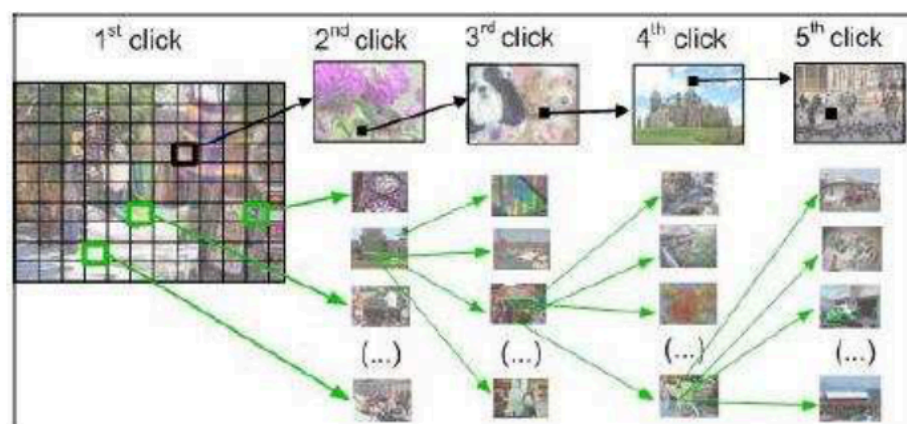 1st click
2nd click
3rd click
4th click
5th click
(...)
(...)
(...)
(...)